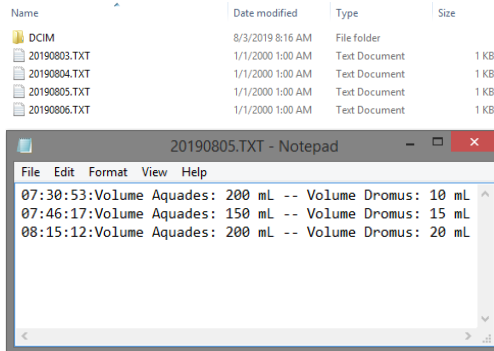 Name Date modified Type Size
DCIM 8/3/2019 8:16 AM File folder
20190803.TXT 1/1/2000 1:00 AM Text Document 1 KB
20190804.TXT 1/1/2000 1:00 AM Text Document 1 KB
20190805.TXT 1/1/2000 1:00 AM Text Document 1 KB
20190806.TXT 1/1/2000 1:00 AM Text Document 1 KB
20190805.TXT - Notepad
File Edit Format View Help
07:30:53:Volume Aquades: 200 mL -- Volume Dromus: 10 mL
07:46:17:Volume Aquades: 150 mL -- Volume Dromus: 15 mL
08:15:12:Volume Aquades: 200 mL -- Volume Dromus: 20 mL